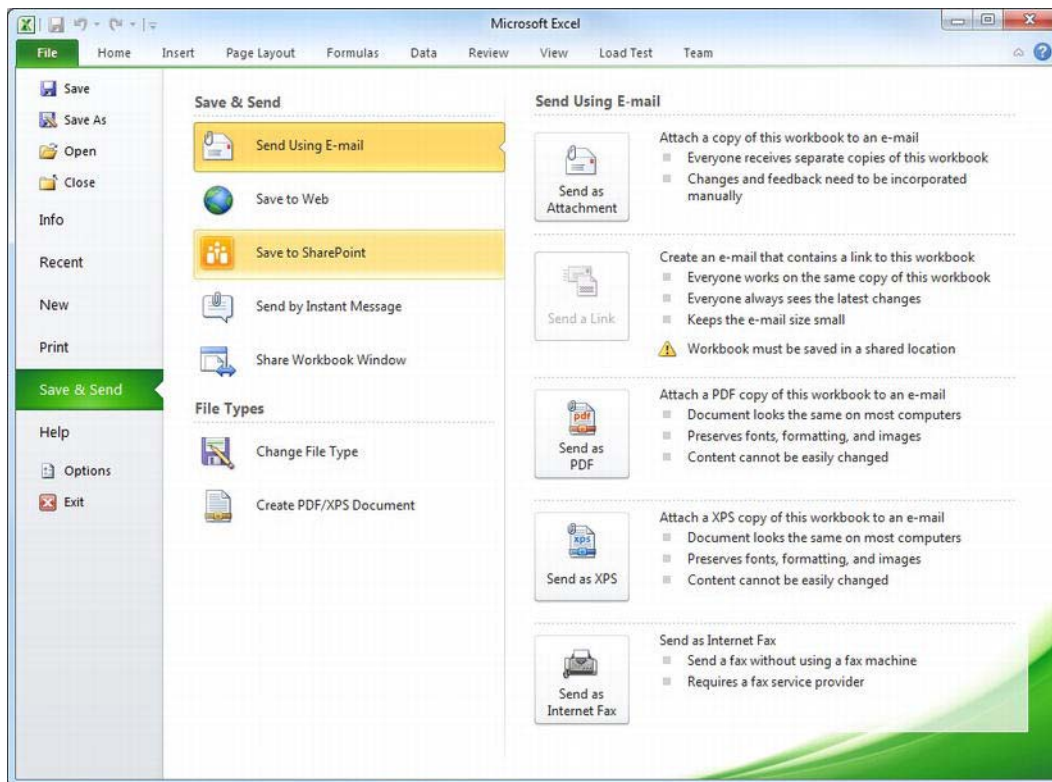 Microsoft Excel
File Home Insert Page Layout Formulas Data Review View Load Test Team
Save
Save As
Open
Close
Info
Recent
New
Print
Save & Send
Help
Options
Exit
Save & Send
Send Using E-mail
Save to Web
Save to SharePoint
Send by Instant Message
Share Workbook Window
File Types
Change File Type
Create PDF/XPS Document
Send Using E-mail
Send as
Attachment
Attach a copy of this workbook to an e-mail
Everyone receives separate copies of this workbook
Changes and feedback need to be incorporated
manually
Send a Link
Create an e-mail that contains a link to this workbook
Everyone works on the same copy of this workbook
Everyone always sees the latest changes
Keeps the e-mail size small
Workbook must be saved in a shared location
pdf
Send as
PDF
Attach a PDF copy of this workbook to an e-mail
Document looks the same on most computers
Preserves fonts, formatting, and images
Content cannot be easily changed
xps
Send as XPS
Attach a XPS copy of this workbook to an e-mail
Document looks the same on most computers
Preserves fonts, formatting, and images
Content cannot be easily changed
Send as
Internet Fax
Send as Internet Fax
Send a fax without using a fax machine
Requires a fax service provider